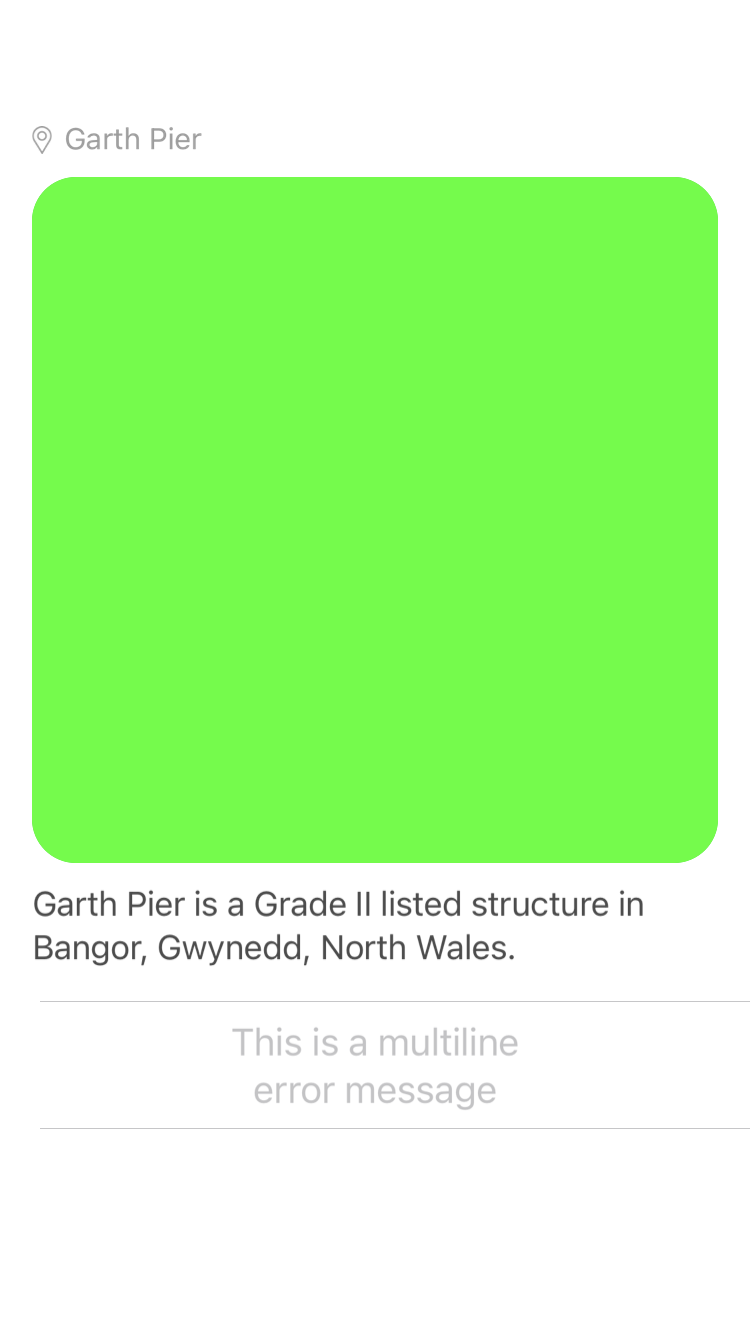 Garth Pier
Garth Pier is a Grade II listed structure in
Bangor, Gwynedd, North Wales.
This is a multiline
error message